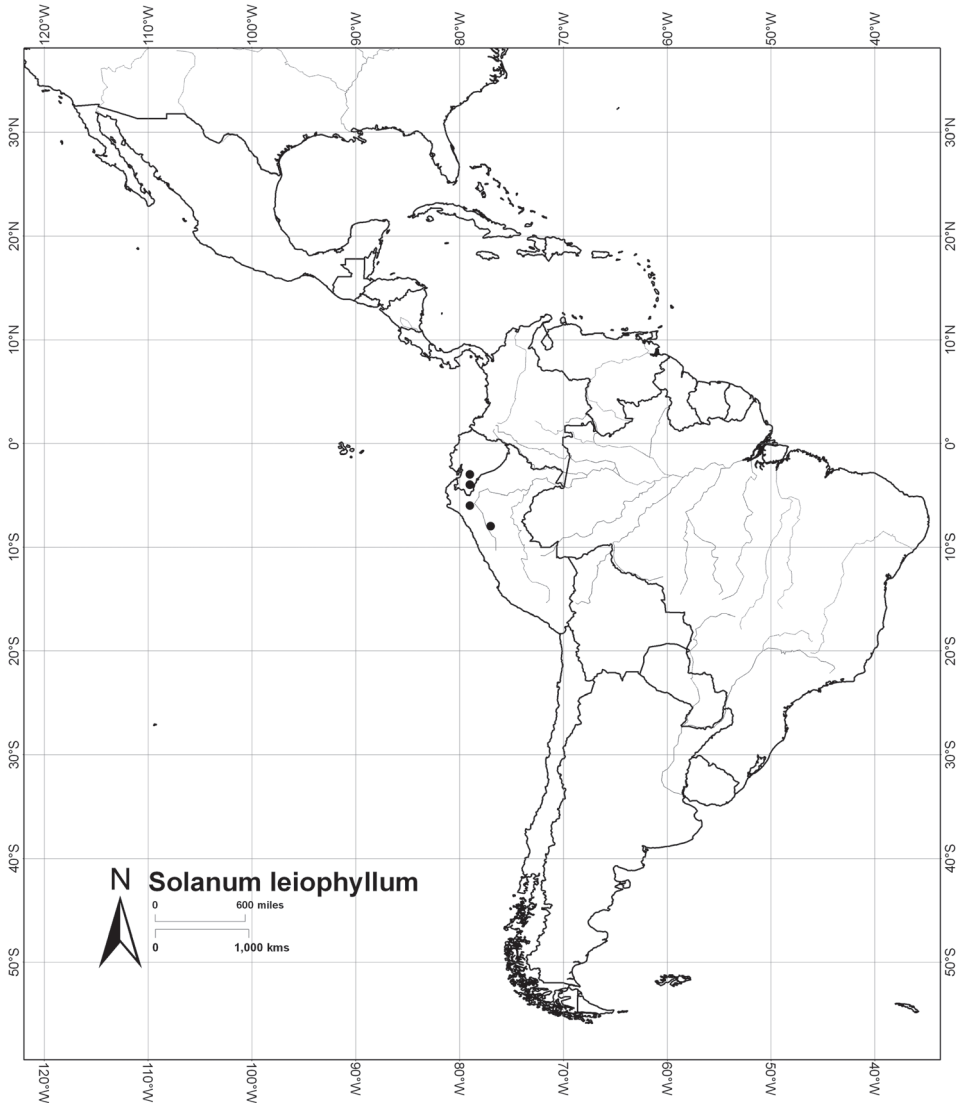 120°W 110°W 100°W 90°W 80°W 70°W 60°W 50°W 40°W
30°N 30°N
20°N 20°N
10°N 10°N
0° 0°
10°S 10°S
20°S 20°S
30°S 30°S
40°S 40°S
N Solanum leiophyllum
0 600 miles
0 1,000 kms
50°S 50°S
120°W 110°W 100°W 90°W 80°W 70°W 60°W 50°W 40°W